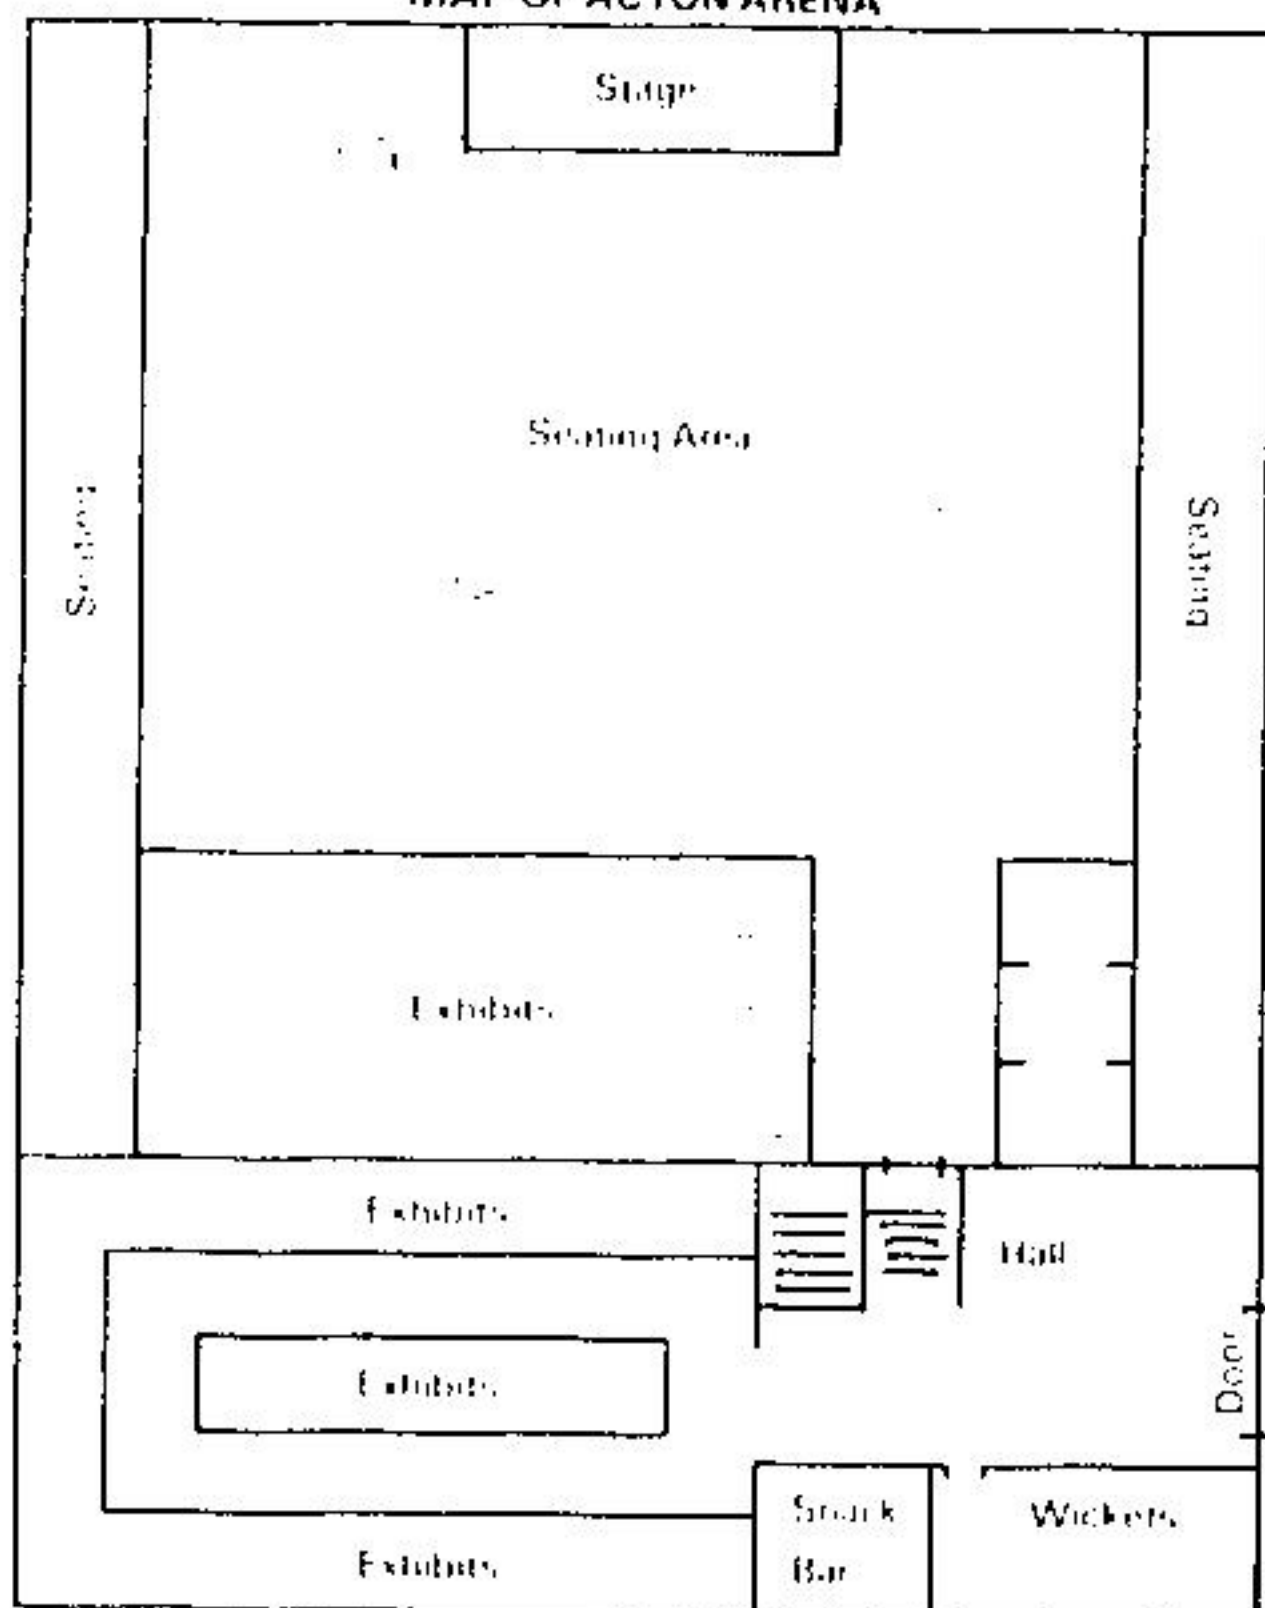 MAP OF ACTON ARENA
Stage
Seating Area
Seating
Seating
Exhibits
Exhibits
Hall
Exhibits
Door
Snack
Bar
Wickets
Exhibits